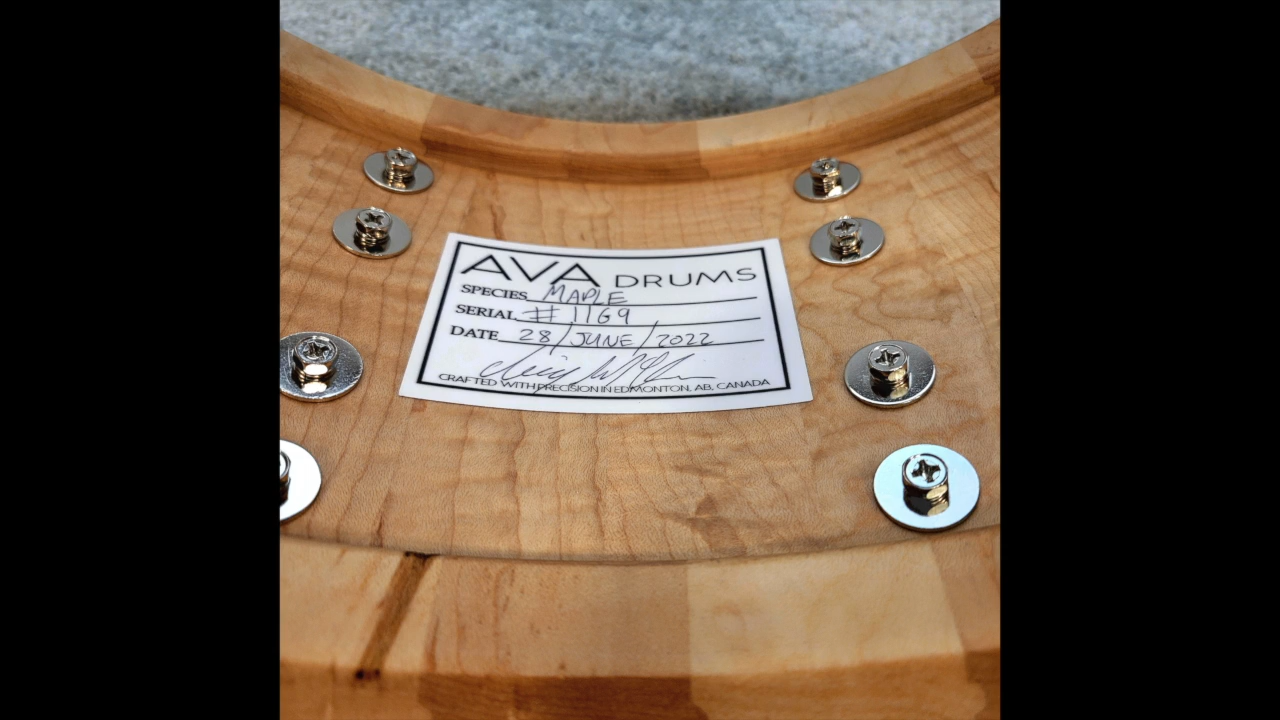 AVA DRUMS
SPECIES MAPLE
SERIAL # 1169
DATE 28/JUNE/2022
CRAFTED WITH PRECISION IN EDMONTON, AB, CANADA